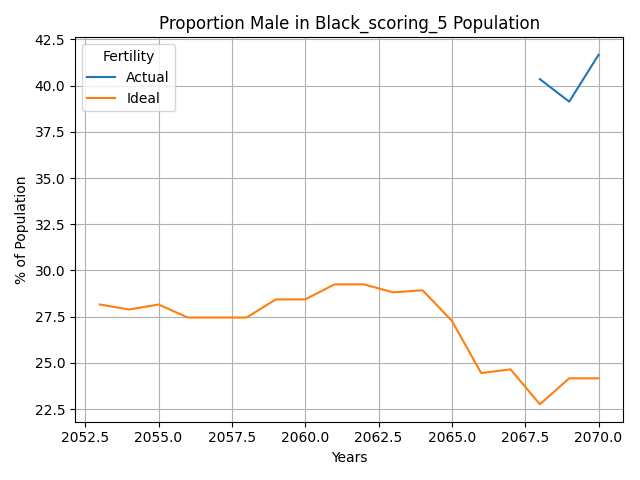 Proportion Male in Black_scoring_5 Population
Fertility
Actual
Ideal
% of Population
42.5
40.0
37.5
35.0
32.5
30.0
27.5
25.0
22.5
2052.5 2055.0 2057.5 2060.0 2062.5 2065.0 2067.5 2070.0
Years